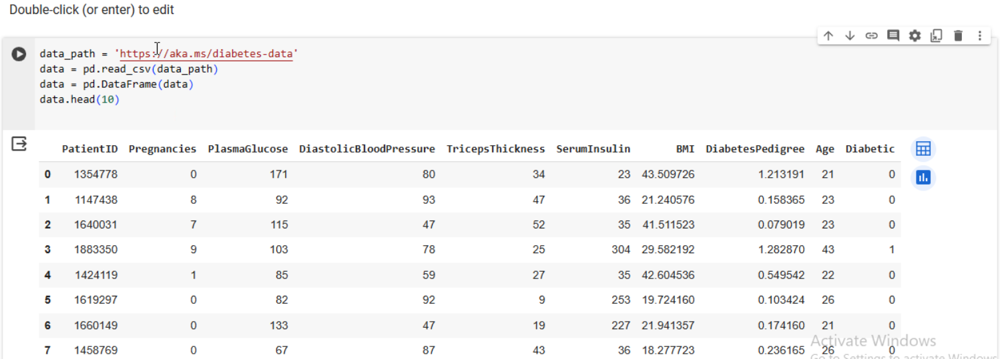 Double-click (or enter) to edit
data_path = 'https://aka.ms/diabetes-data'
data = pd.read_csv(data_path)
data = pd.DataFrame(data)
data.head(10)
PatientID Pregnancies PlasmaGlucose DiastolicBloodPressure TricepsThickness SerumInsulin BMI DiabetesPedigree Age Diabetic
0 1354778 0 171 80 34 23 43.509726 1.213191 21 0
1 1147438 8 92 93 47 36 21.240576 0.158365 23 0
2 1640031 7 115 47 52 35 41.511523 0.079019 23 0
3 1883350 9 103 78 25 304 29.582192 1.282870 43 1
4 1424119 1 85 59 27 35 42.604536 0.549542 22 0
5 1619297 0 82 92 9 253 19.724160 0.103424 26 0
6 1660149 0 133 47 19 227 21.941357 0.174160 21 0
Activate Windows
7 1458769 0 67 87 43 36 18.277723 0.236165 26 0
Go to Settings to activate Windows